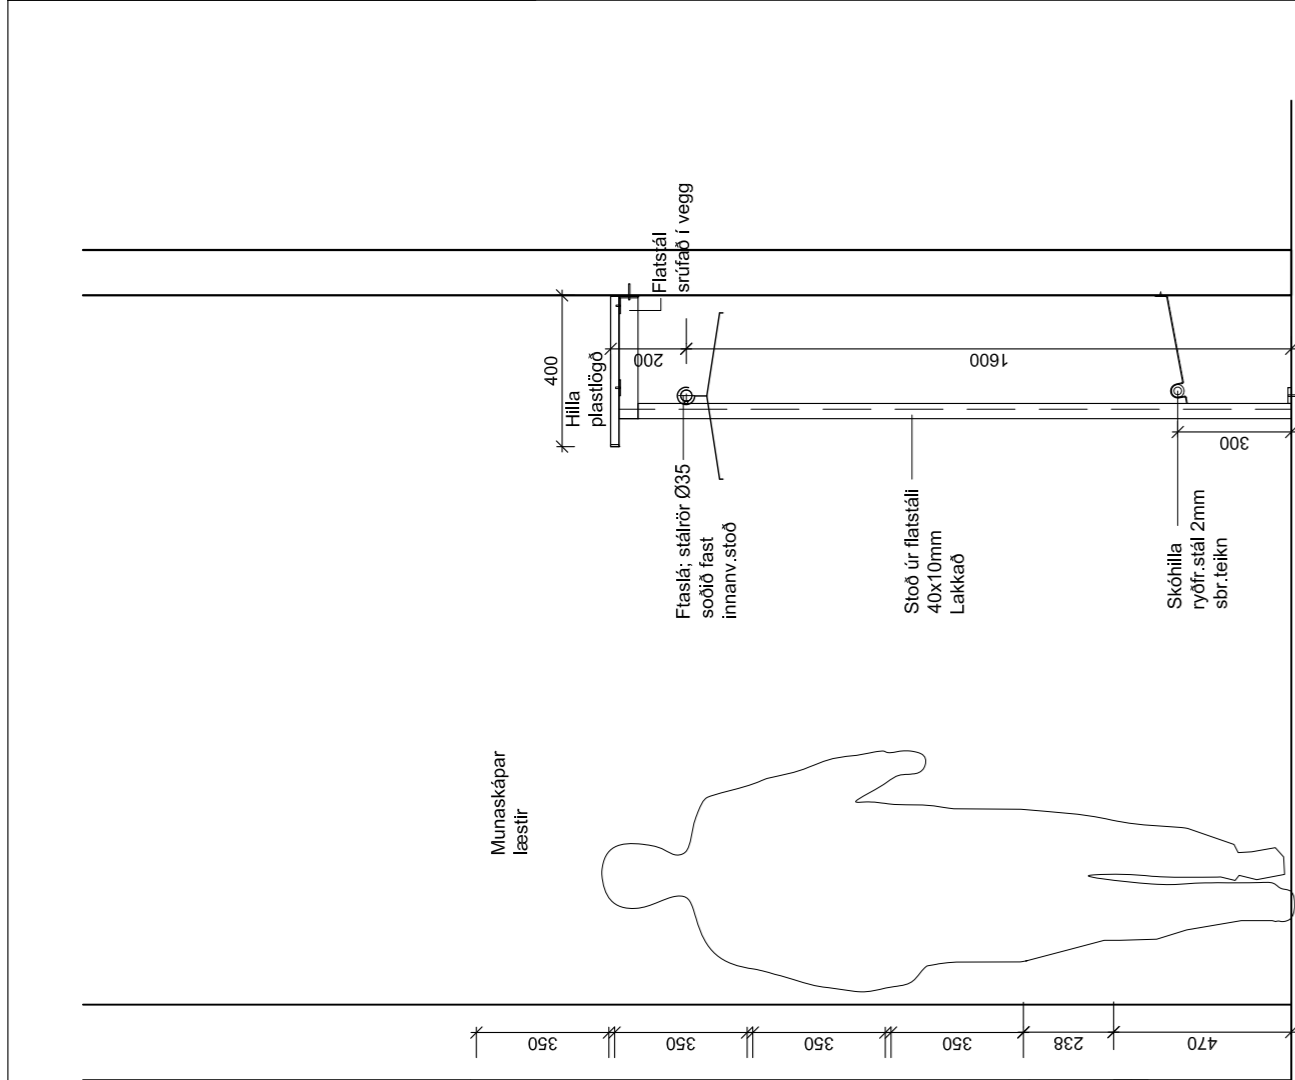 400
Hilla
plastlögð
Flatstál
srúfað í vegg
200
1600
300
Ftaslá; stálrör Ø35
soðið fast
innanv.stoð
Stoð úr flatstáli
40x10mm
Lakkað
Skóhilla
ryðfr.stál 2mm
sbr.teikn
Munaskápar
læstir
350
350
350
350
238
470